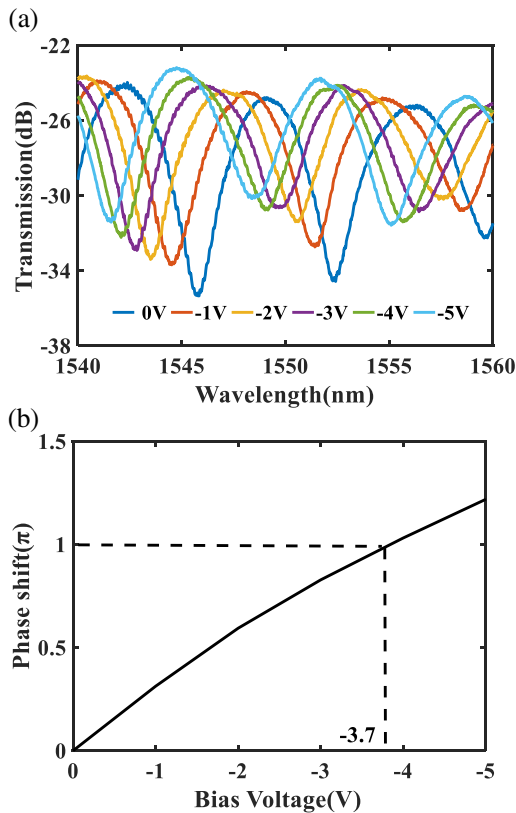 (a)
-22
-26
-30
-34
-38
Transmission(dB)
0V -1V -2V -3V -4V -5V
1540 1545 1550 1555 1560
Wavelength(nm)
(b)
1.5
1
0.5
0
Phase shift(π)
-3.7
0 -1 -2 -3 -4 -5
Bias Voltage(V)